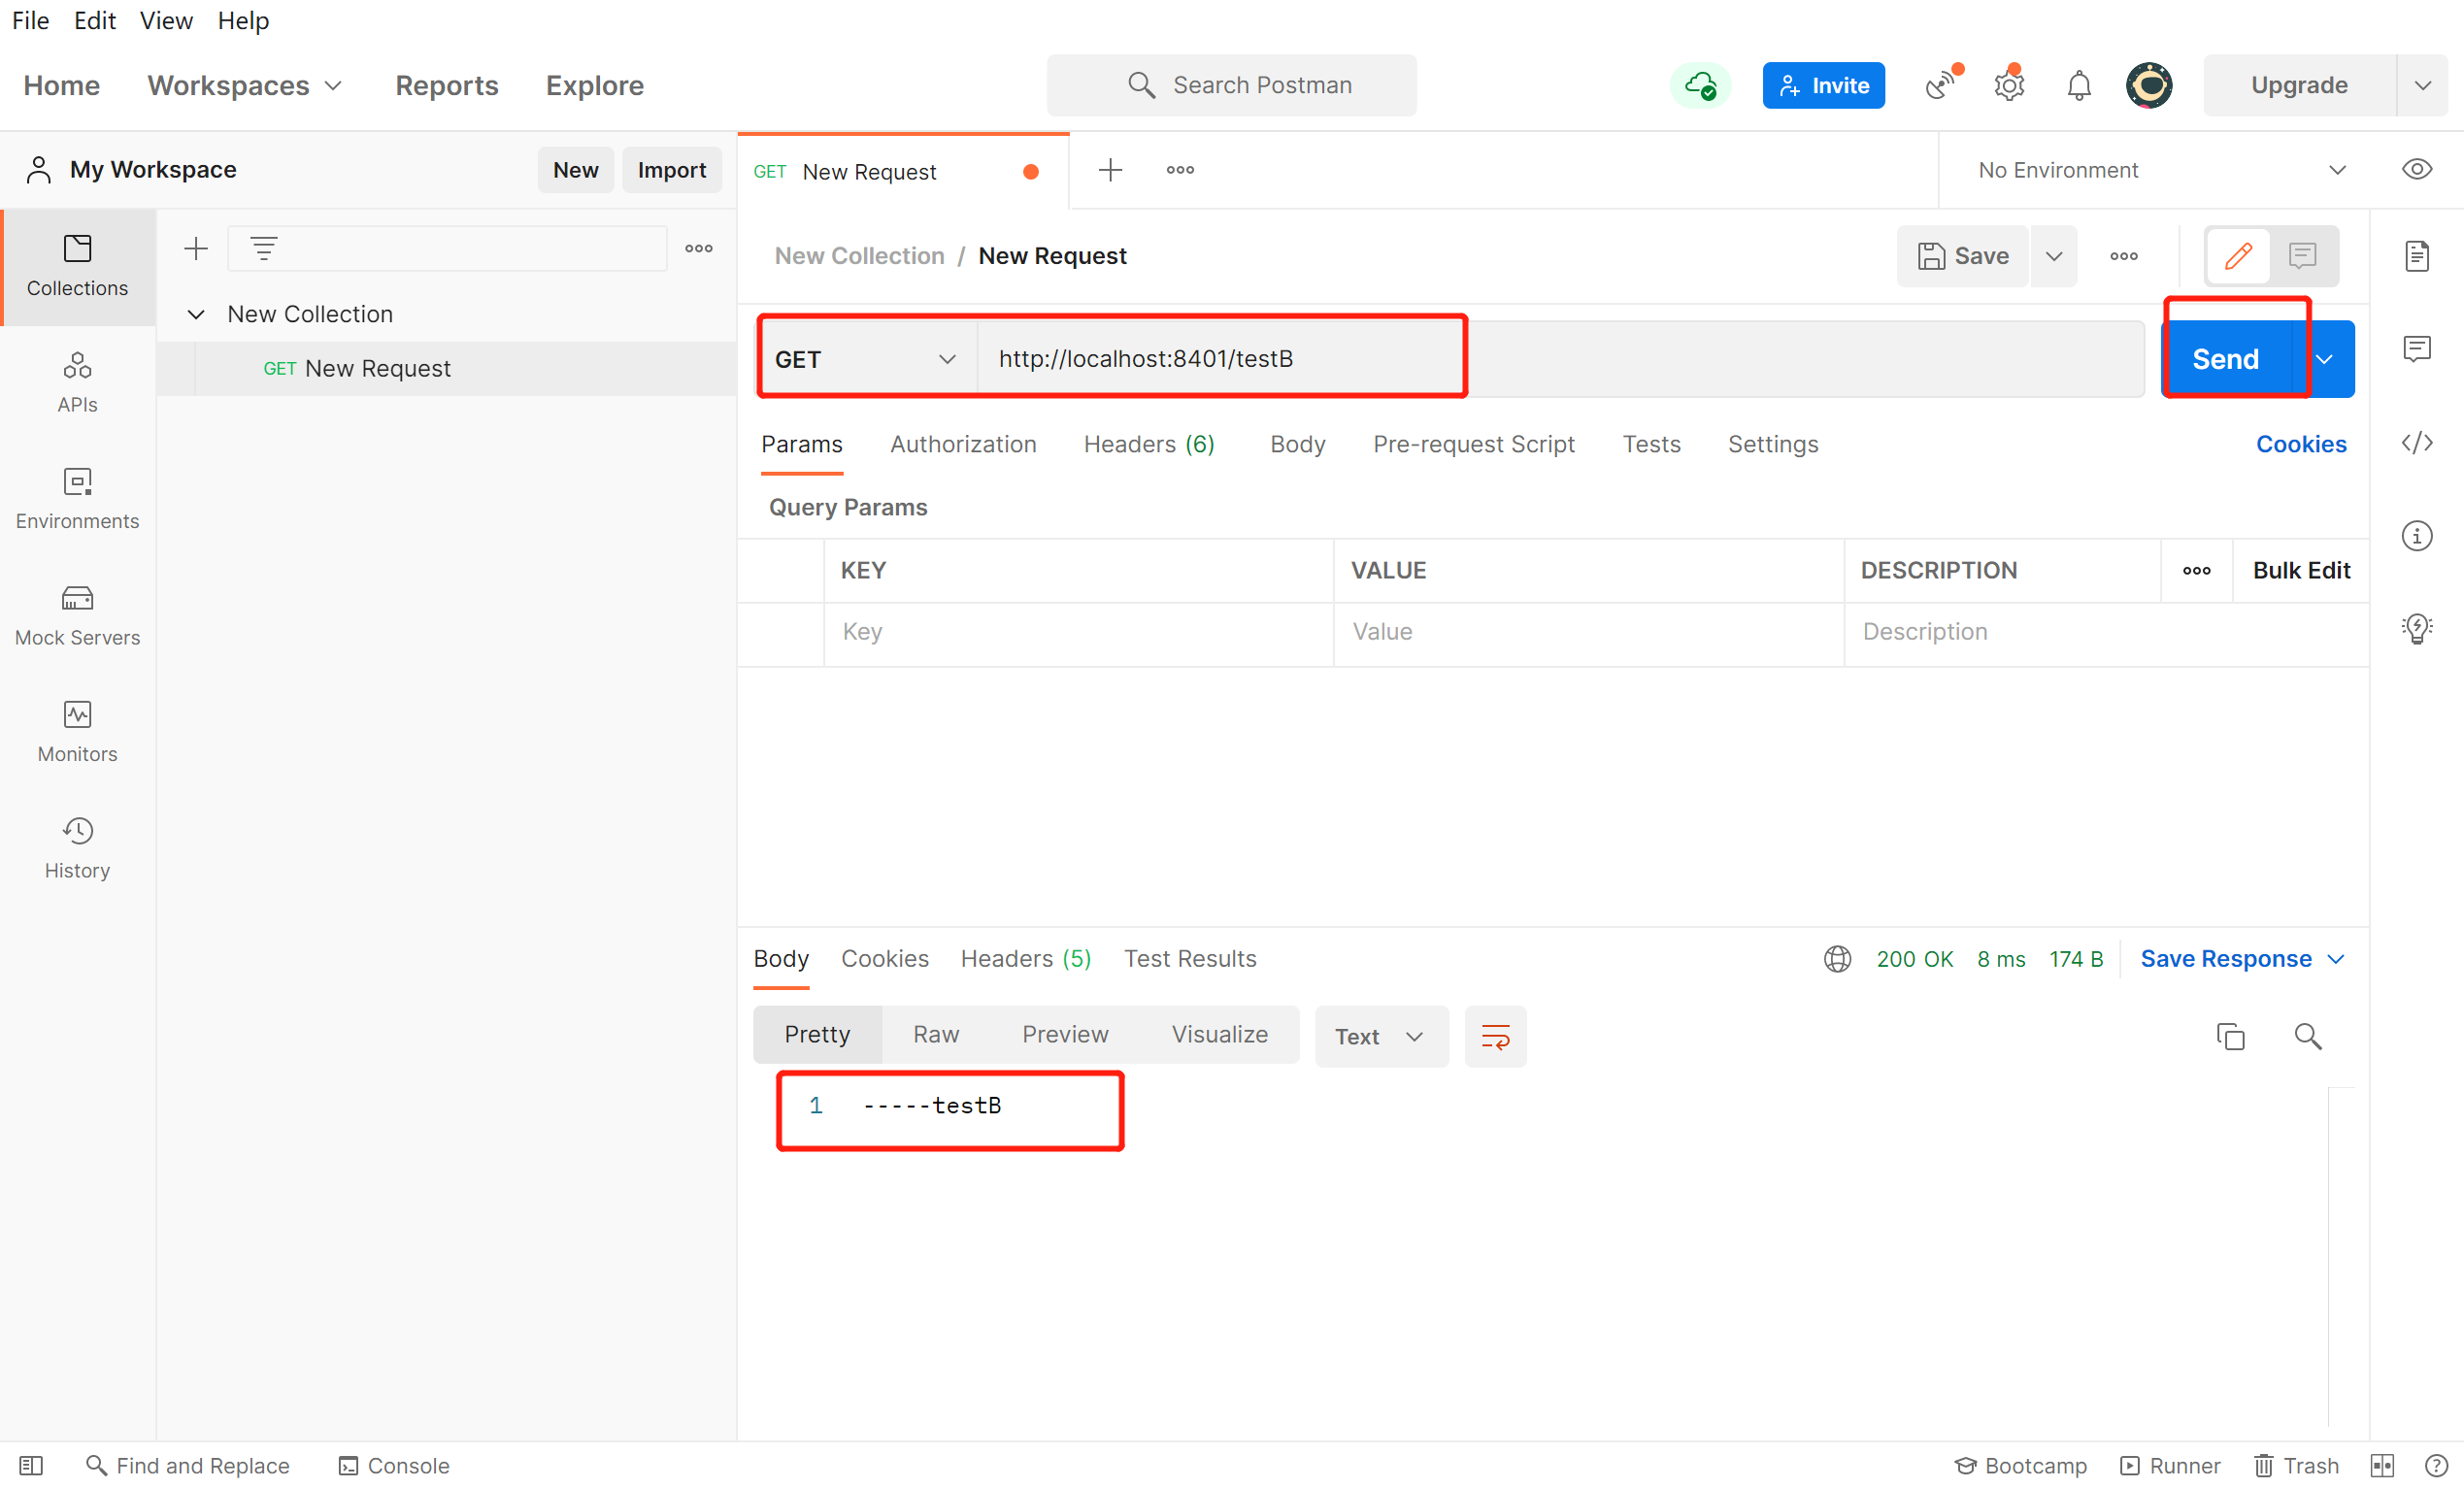 File Edit View Help
Home Workspaces Reports Explore Search Postman Invite Upgrade
My Workspace New Import GET New Request No Environment
Collections
New Collection / New Request Save
New Collection
GET New Request
GET http://localhost:8401/testB Send
APIs
Params Authorization Headers (6) Body Pre-request Script Tests Settings Cookies
Environments
Query Params
KEY VALUE DESCRIPTION Bulk Edit
Key Value Description
Mock Servers
Monitors
History
Body Cookies Headers (5) Test Results 200 OK 8 ms 174 B Save Response
Pretty Raw Preview Visualize Text
1 -----testB
Find and Replace Console Bootcamp Runner Trash